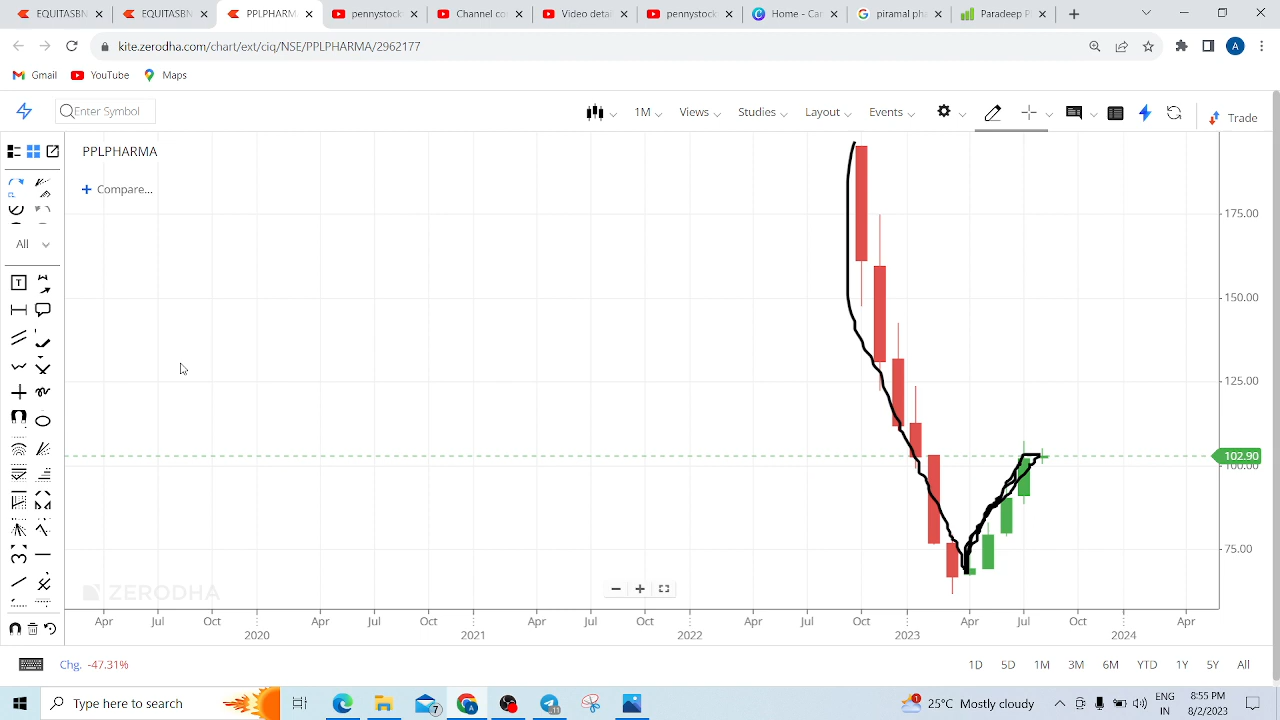 EQUITASBN
EQUITASBN
PPLPHARM
pennystock
Channel co
Video deta
pennystock
Home - Car
piramal ph
Paradeep P
kite.zerodha.com/chart/ext/ciq/NSE/PPLPHARMA/2962177
A
Gmail YouTube Maps
Enter Symbol 1M Views Studies Layout Events Trade
PPLPHARMA
+ Compare...
All
T
175.00
150.00
125.00
102.90
100.00
75.00
ZERODHA
Apr Jul Oct Apr Jul Oct Apr Jul Oct Apr Jul Oct Apr Jul Oct Apr
2020 2021 2022 2023 2024
Chg. -47.31% 1D 5D 1M 3M 6M YTD 1Y 5Y All
Type here to search 7 25°C Mostly cloudy ENG 8:55 PM
IN 8/2/2023